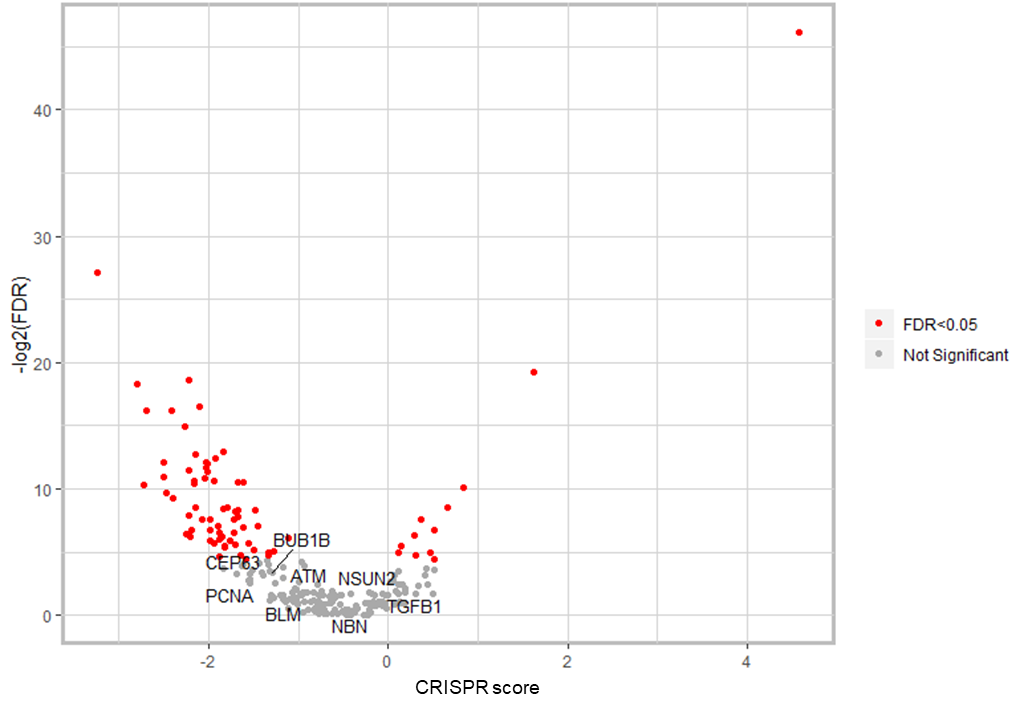 40
30
20
10
0
-log2(FDR)
BUB1B
CEP63
ATM
NSUN2
PCNA
TGFB1
BLM
NBN
-2
0
2
4
CRISPR score
FDR<0.05
Not Significant